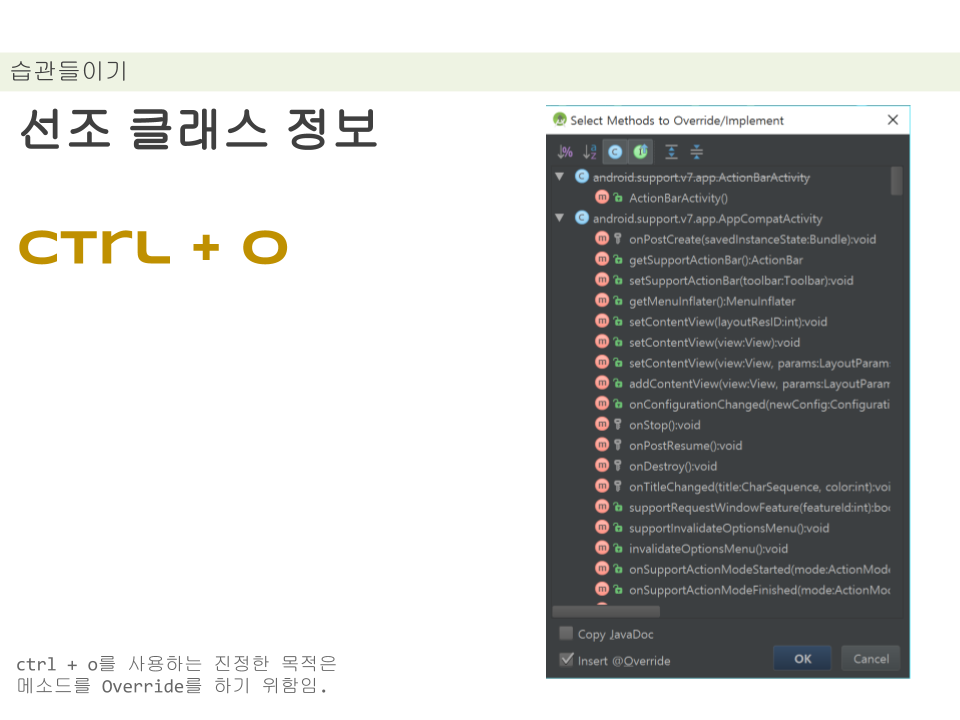 습관들이기
선조 클래스 정보
CTrL + O
Select Methods to Override/Implement
android.support.v7.app.ActionBarActivity
ActionBarActivity()
android.support.v7.app.AppCompatActivity
onPostCreate(savedInstanceState:Bundle):void
getSupportActionBar():ActionBar
setSupportActionBar(toolbar:Toolbar):void
getMenuInflater():MenuInflater
setContentView(layoutResID:int):void
setContentView(view:View):void
setContentView(view:View, params:LayoutParams
addContentView(view:View, params:LayoutParam
onConfigurationChanged(newConfig:Configurati
onStop():void
onPostResume():void
onDestroy():void
onTitleChanged(title:CharSequence, color:int):voi
supportRequestWindowFeature(featureId:int):boo
supportInvalidateOptionsMenu():void
invalidateOptionsMenu():void
onSupportActionModeStarted(mode:ActionMode
onSupportActionModeFinished(mode:ActionMoc
Copy JavaDoc
Insert @Override
OK Cancel
ctrl + o를 사용하는 진정한 목적은
메소드를 Override를 하기 위함임.